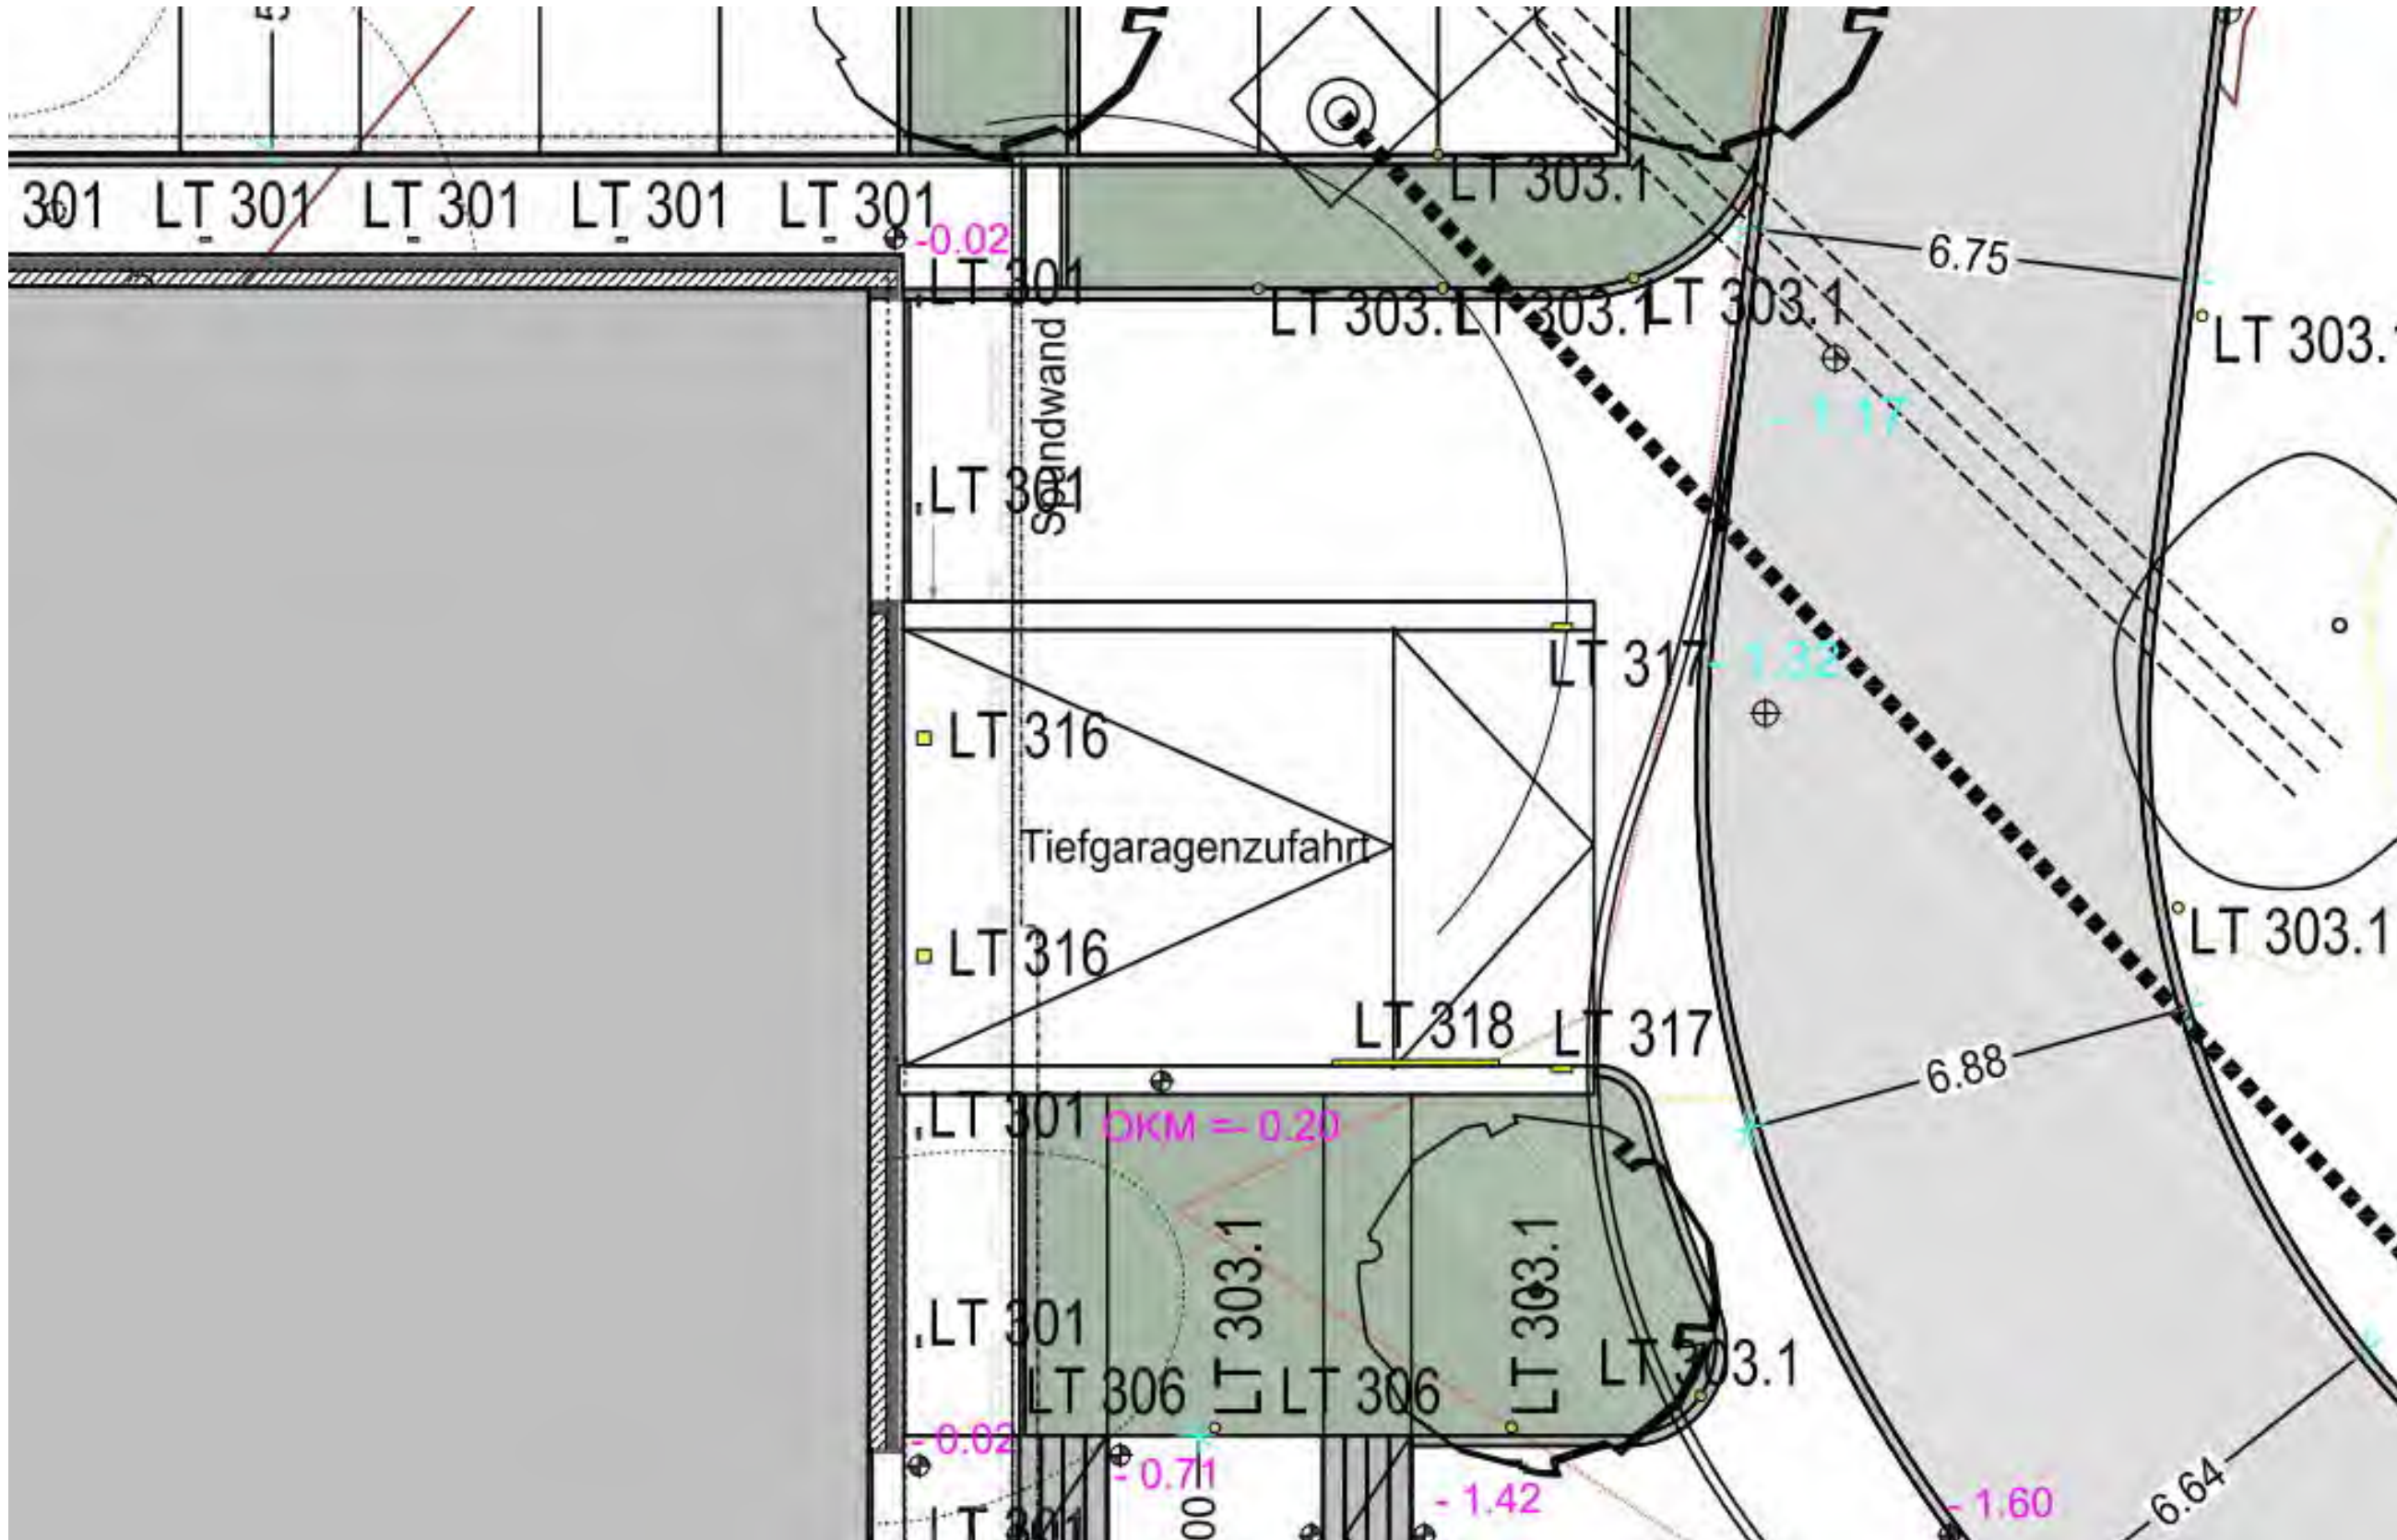 5
301 LT 301 LT 301 LT 301 LT 301
LT 303.1
-0.02
.LT 301
6.75
LT 303.1 LT 303.1 LT 303.1
LT 303.1
Spundwand
- 1.17
.LT 301
LT 317
- 1.32
LT 316
Tiefgaragenzufahrt
LT 316
LT 303.1
LT 318
LT 317
6.88
.LT 301
OKM =- 0.20
LT 303.1
LT 303.1
.LT 301
LT 303.1
LT 306
LT 306
- 0.02
- 0.71
- 1.42
- 1.60
6.64
00
.LT 301